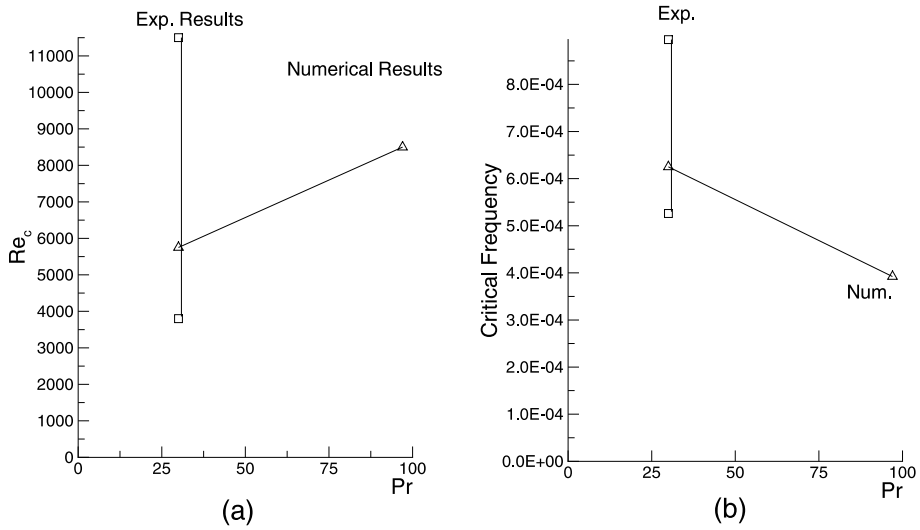 Exp. Results
Numerical Results
11000
10000
9000
8000
7000
6000
5000
4000
3000
2000
1000
0
Re_c
0 25 50 75 100
Pr
(a)
Exp.
Num.
8.0E-04
7.0E-04
6.0E-04
5.0E-04
4.0E-04
3.0E-04
2.0E-04
1.0E-04
0.0E+00
Critical Frequency
0 25 50 75 100
Pr
(b)